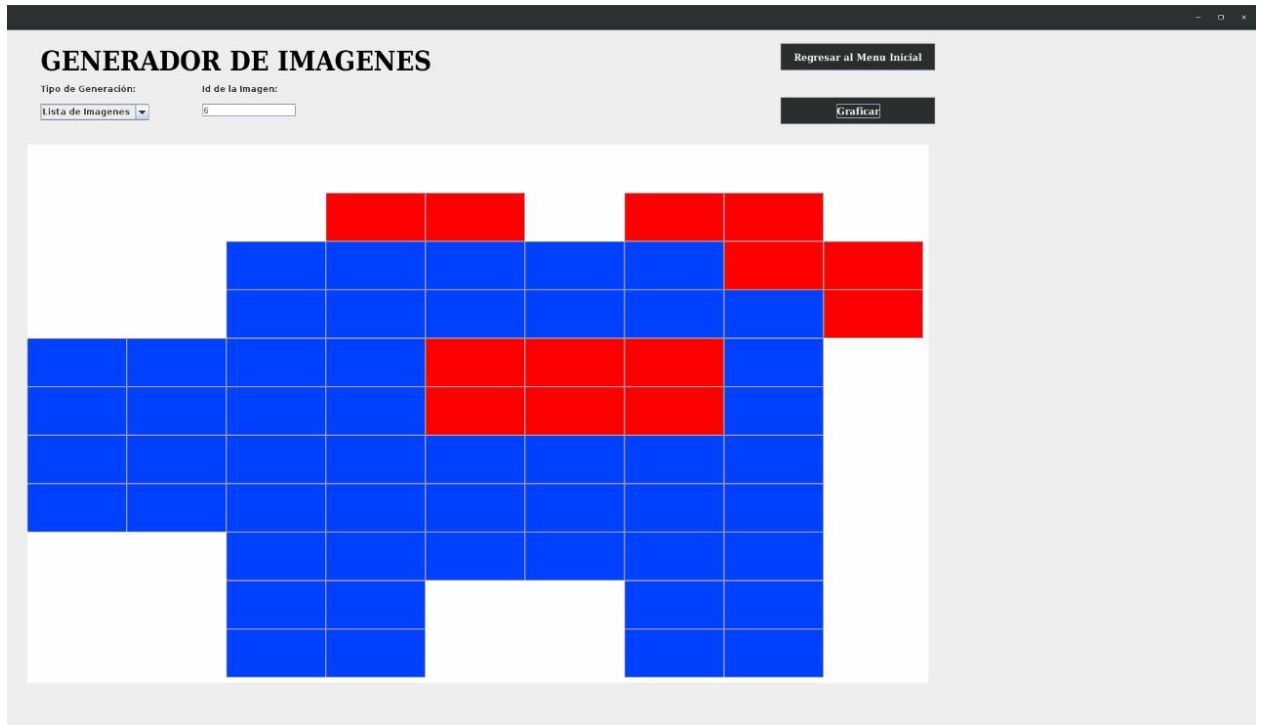 GENERADOR DE IMAGENES
Regresar al Menu Inicial
Tipo de Generación:
Id de la Imagen:
Lista de Imagenes
6
Graficar